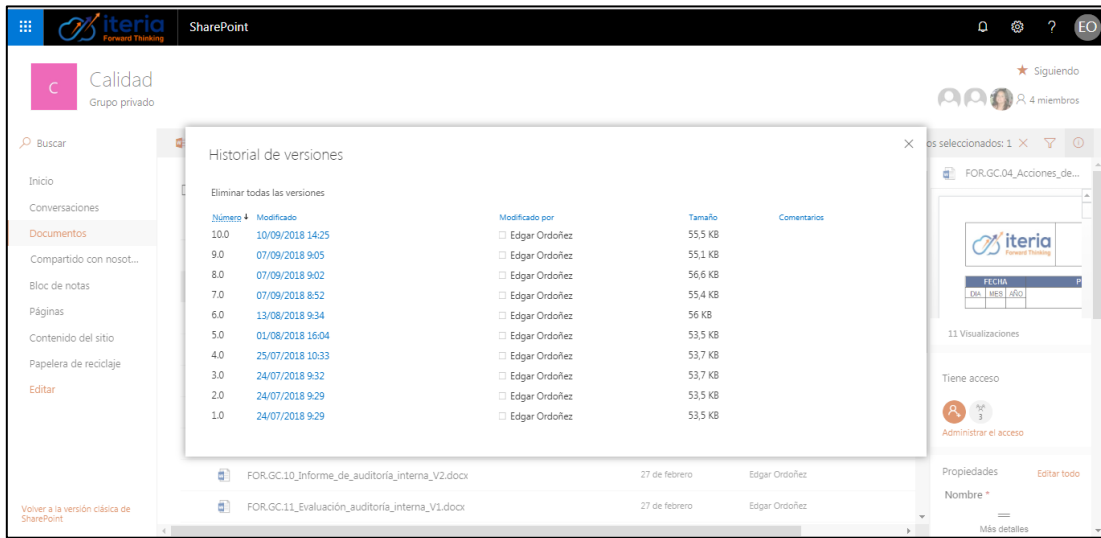 iteria
Forward Thinking
SharePoint
?
EO
C
Calidad
Grupo privado
Siguiendo
4 miembros
Buscar
Inicio
Conversaciones
Documentos
Compartido con nosot...
Bloc de notas
Páginas
Contenido del sitio
Papelera de reciclaje
Editar
Volver a la versión clásica de
SharePoint
Historial de versiones
Eliminar todas las versiones
Número Modificado Modificado por Tamaño Comentarios
10.0 10/09/2018 14:25 Edgar Ordoñez 55,5 KB
9.0 07/09/2018 9:05 Edgar Ordoñez 55,1 KB
8.0 07/09/2018 9:02 Edgar Ordoñez 56,6 KB
7.0 07/09/2018 8:52 Edgar Ordoñez 55,4 KB
6.0 13/08/2018 9:34 Edgar Ordoñez 56 KB
5.0 01/08/2018 16:04 Edgar Ordoñez 53,5 KB
4.0 25/07/2018 10:33 Edgar Ordoñez 53,7 KB
3.0 24/07/2018 9:32 Edgar Ordoñez 53,7 KB
2.0 24/07/2018 9:29 Edgar Ordoñez 53,5 KB
1.0 24/07/2018 9:29 Edgar Ordoñez 53,5 KB
FOR.GC.10_Informe_de_auditoría_interna_V2.docx 27 de febrero Edgar Ordoñez
FOR.GC.11_Evaluación_auditoría_interna_V1.docx 27 de febrero Edgar Ordoñez
os seleccionados: 1
FOR.GC.04_Acciones_de...
iteria
Forward Thinking
FECHA P
DIA MES AÑO
11 Visualizaciones
Tiene acceso
3
Administrar el acceso
Propiedades Editar todo
Nombre *
Más detalles